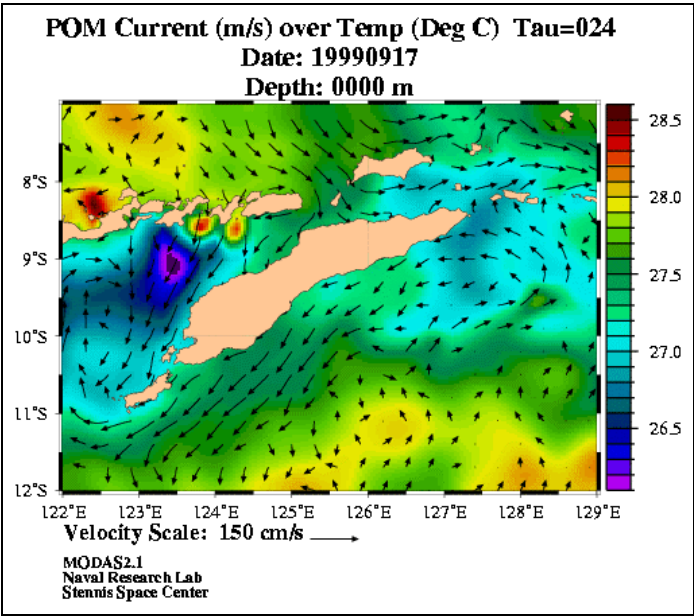 POM Current (m/s) over Temp (Deg C) Tau=024
Date: 19990917
Depth: 0000 m
28.5
8°S
28.0
9°S
27.5
10°S
27.0
11°S
26.5
12°S
122°E 123°E 124°E 125°E 126°E 127°E 128°E 129°E
Velocity Scale: 150 cm/s
MODAS2.1
Naval Research Lab
Stennis Space Center